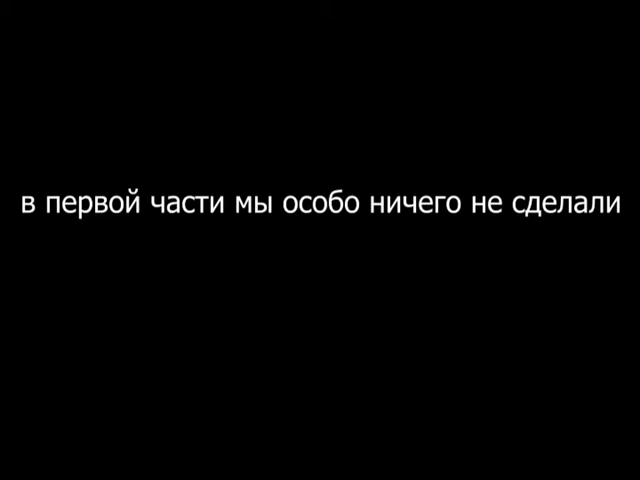 в первой части мы особо ничего не сделали